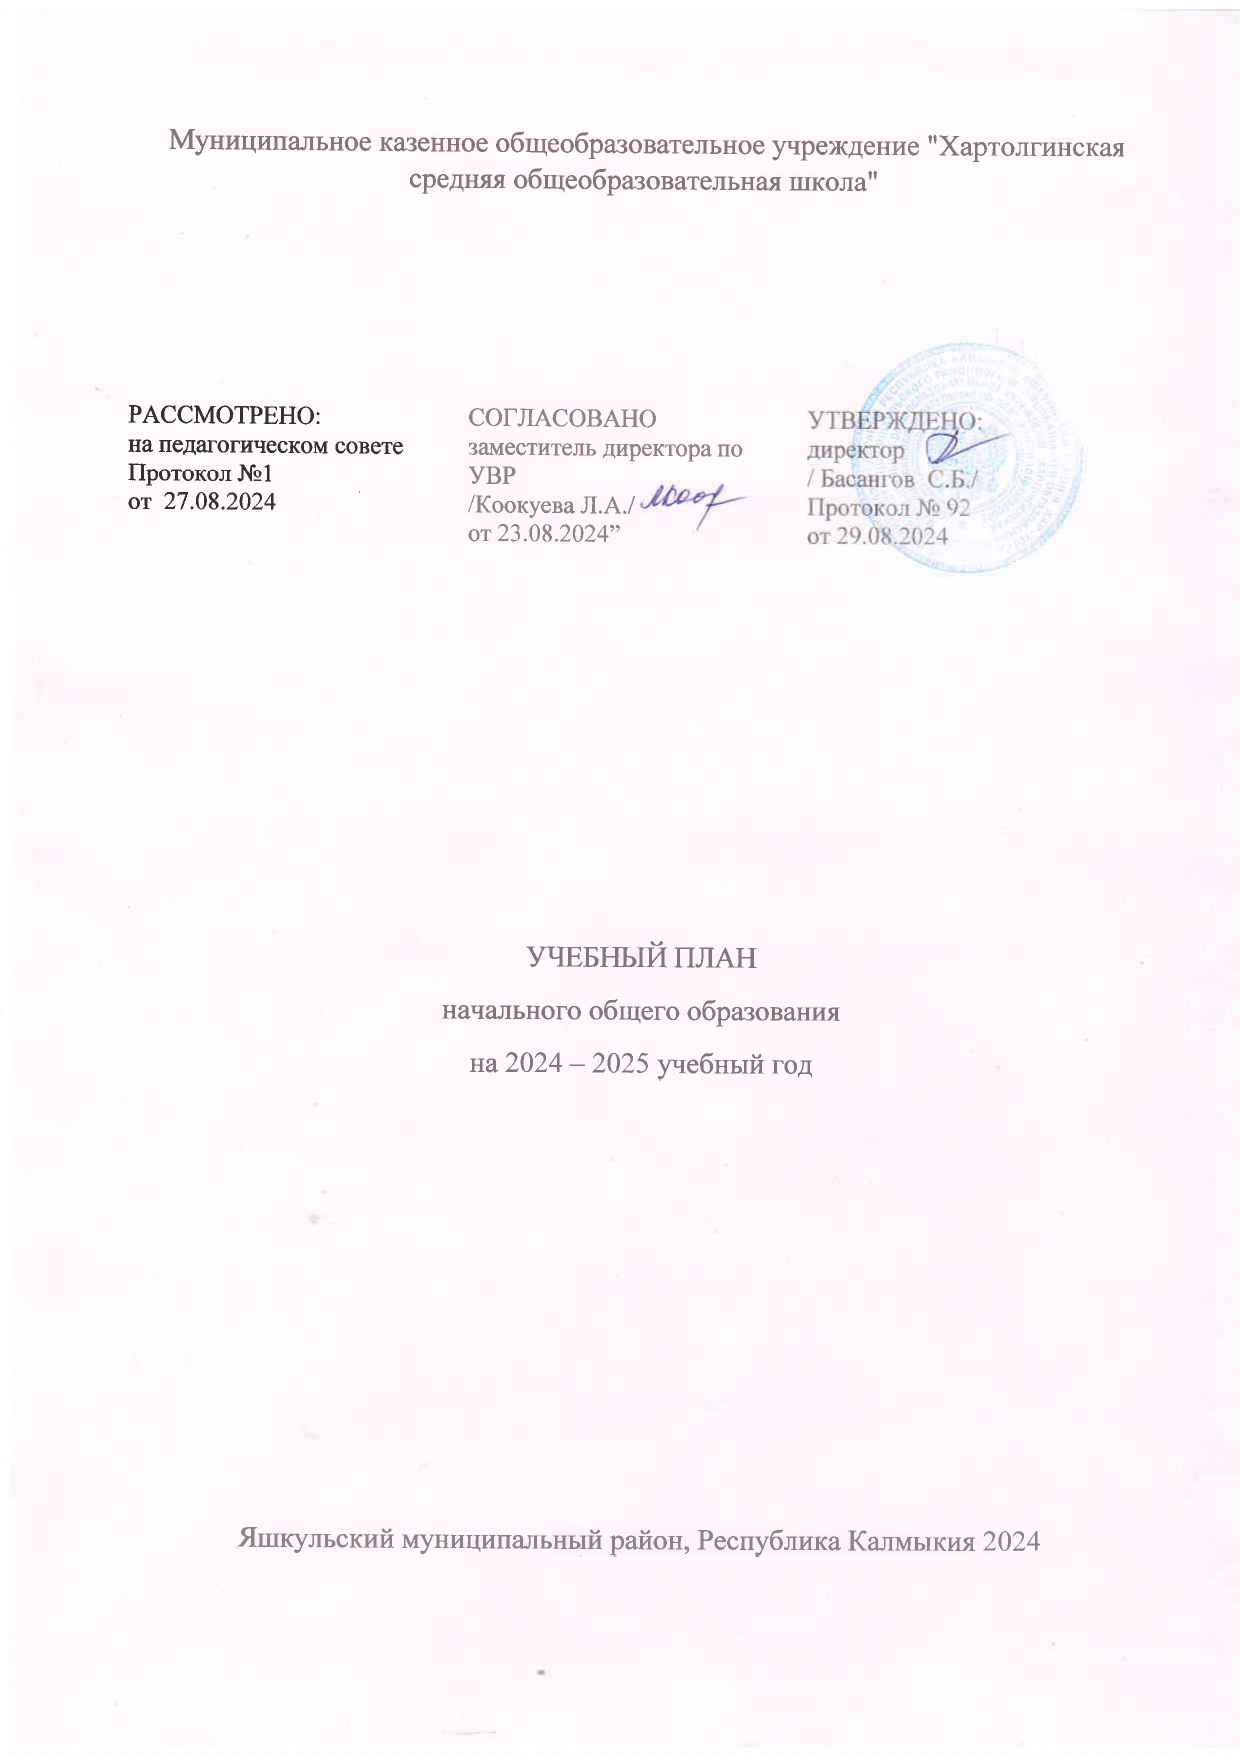 Муниципальное казенное общеобразовательное учреждение "Хартолгинская
средняя общеобразовательная школа"
РАССМОТРЕНО:
на педагогическом совете
Протокол №1
от 27.08.2024
СОГЛАСОВАНО
заместитель директора по
УВР
/Коокуева Л.А./
от 23.08.2024”
УТВЕРЖДЕНО:
директор
/ Басангов С.Б./
Протокол № 92
от 29.08.2024
УЧЕБНЫЙ ПЛАН
начального общего образования
на 2024 – 2025 учебный год
Яшкульский муниципальный район, Республика Калмыкия 2024